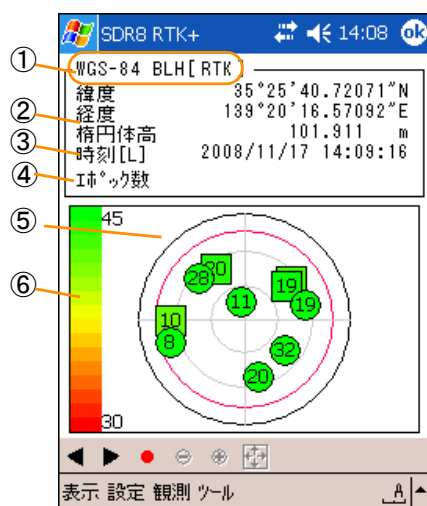 SDR8 RTK+ 14:08 ok
① WGS-84 BLH[ RTK ]
緯度 35°25'40.72071"N
② 経度 139°20'16.57092"E
楕円体高 101.911 m
③ 時刻[L] 2008/11/17 14:09:16
④ ｴﾎﾟｯｸ数
⑤ 45
⑥
28
19
11
19
10
8
32
20
30
表示 設定 観測 ﾂｰﾙ A